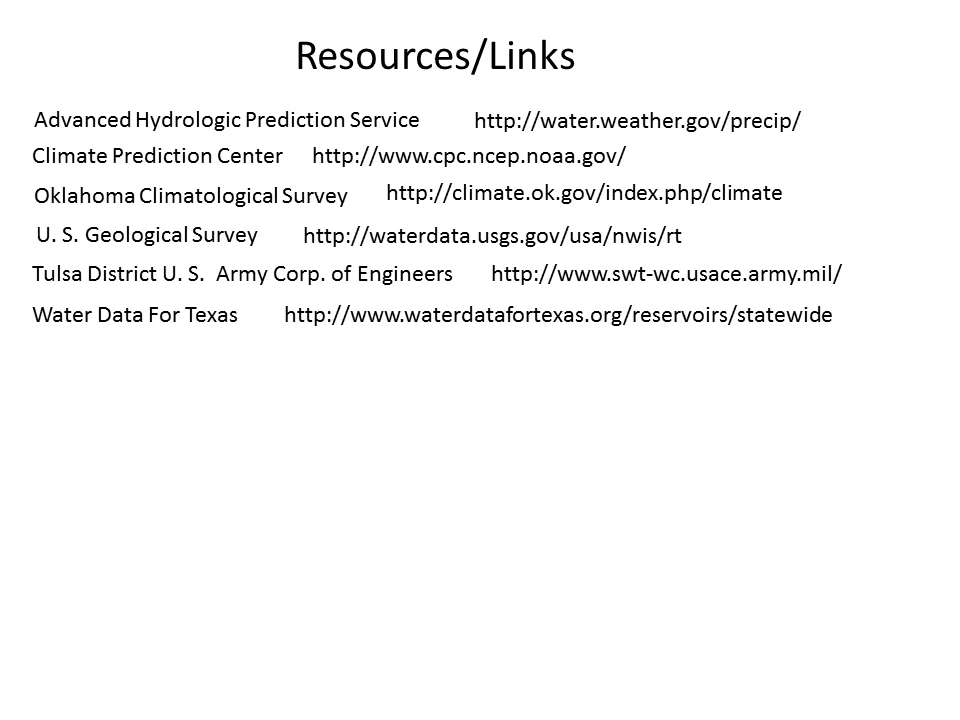 Resources/Links
Advanced Hydrologic Prediction Service http://water.weather.gov/precip/
Climate Prediction Center http://www.cpc.ncep.noaa.gov/
Oklahoma Climatological Survey http://climate.ok.gov/index.php/climate
U. S. Geological Survey http://waterdata.usgs.gov/usa/nwis/rt
Tulsa District U. S. Army Corp. of Engineers http://www.swt-wc.usace.army.mil/
Water Data For Texas http://www.waterdatafortexas.org/reservoirs/statewide